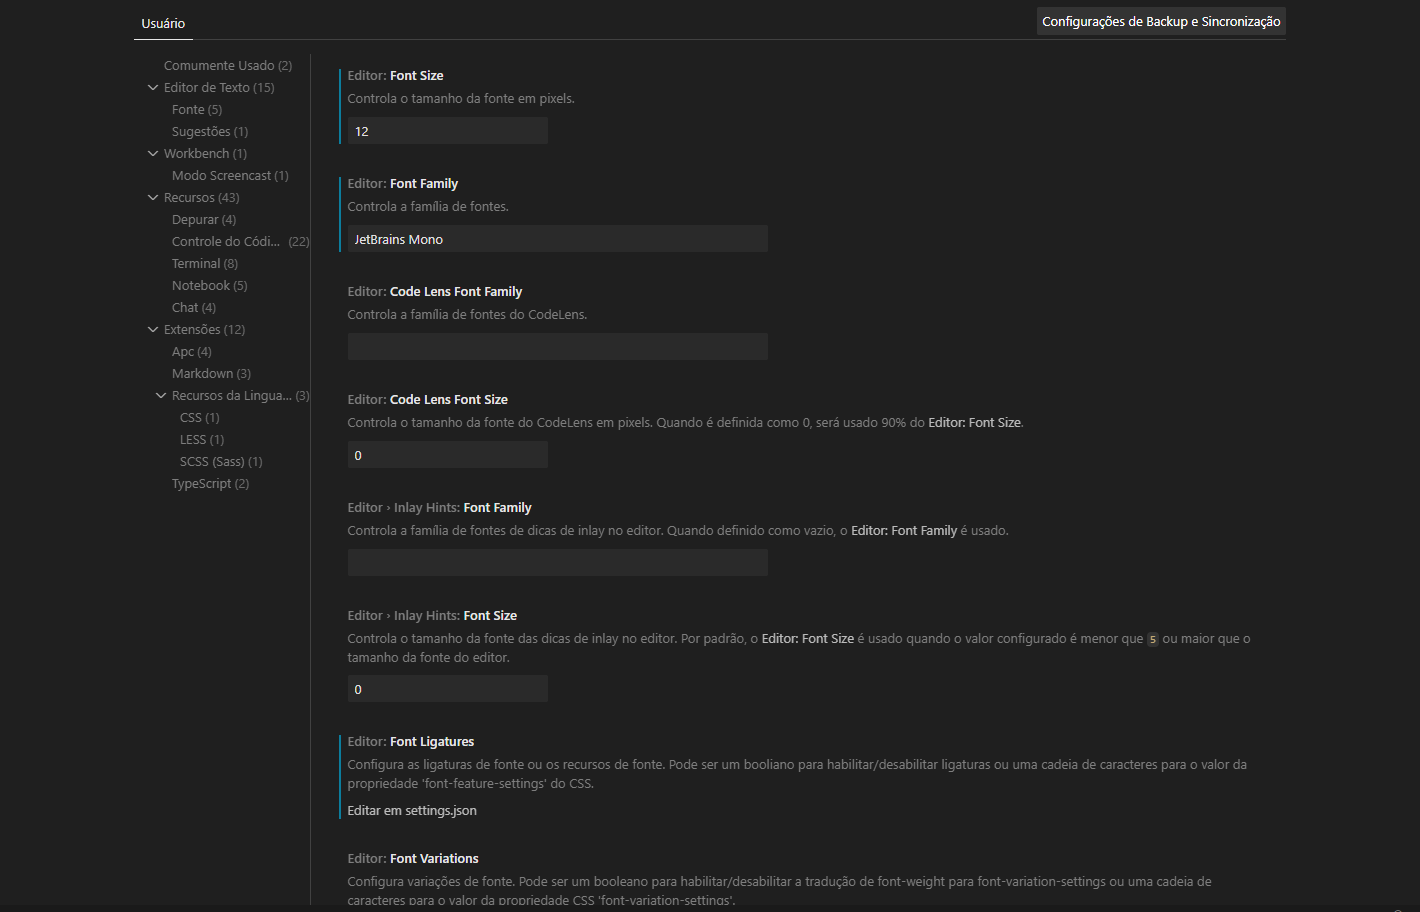 Usuário
Configurações de Backup e Sincronização
Comumente Usado (2)
Editor de Texto (15)
Fonte (5)
Sugestões (1)
Workbench (1)
Modo Screencast (1)
Recursos (43)
Depurar (4)
Controle do Códi... (22)
Terminal (8)
Notebook (5)
Chat (4)
Extensões (12)
Apc (4)
Markdown (3)
Recursos da Lingua... (3)
CSS (1)
LESS (1)
SCSS (Sass) (1)
TypeScript (2)
Editor: Font Size
Controla o tamanho da fonte em pixels.
12
Editor: Font Family
Controla a família de fontes.
JetBrains Mono
Editor: Code Lens Font Family
Controla a família de fontes do CodeLens.
Editor: Code Lens Font Size
Controla o tamanho da fonte do CodeLens em pixels. Quando é definida como 0, será usado 90% do Editor: Font Size.
0
Editor › Inlay Hints: Font Family
Controla a família de fontes de dicas de inlay no editor. Quando definido como vazio, o Editor: Font Family é usado.
Editor › Inlay Hints: Font Size
Controla o tamanho da fonte das dicas de inlay no editor. Por padrão, o Editor: Font Size é usado quando o valor configurado é menor que 5 ou maior que o
tamanho da fonte do editor.
0
Editor: Font Ligatures
Configura as ligaturas de fonte ou os recursos de fonte. Pode ser um booliano para habilitar/desabilitar ligaturas ou uma cadeia de caracteres para o valor da
propriedade 'font-feature-settings' do CSS.
Editar em settings.json
Editor: Font Variations
Configura variações de fonte. Pode ser um booleano para habilitar/desabilitar a tradução de font-weight para font-variation-settings ou uma cadeia de
caracteres para o valor da propriedade CSS 'font-variation-settings'.